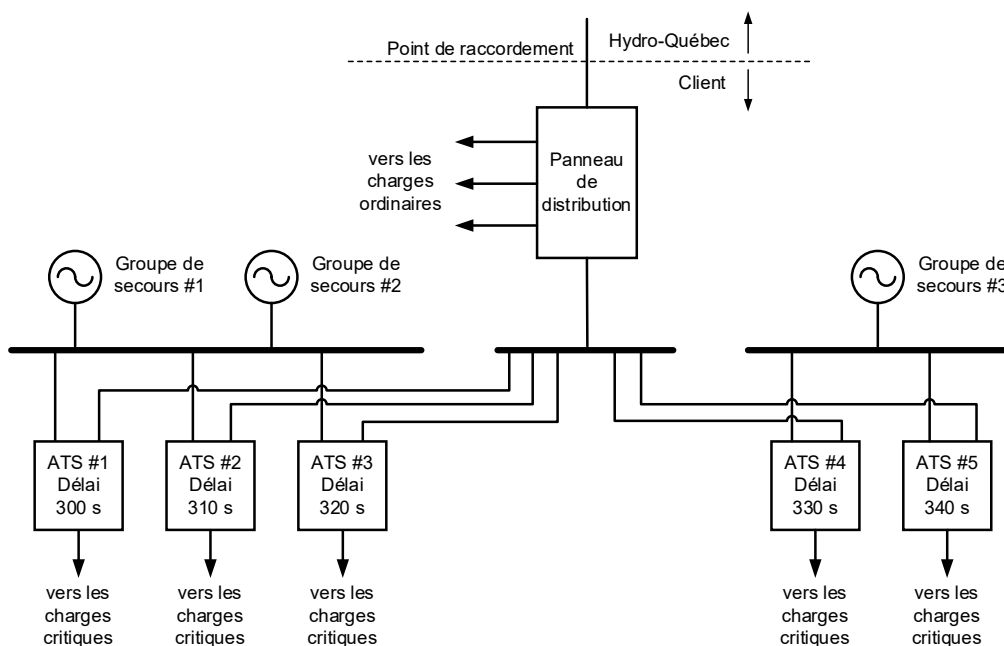 Point de raccordement
Hydro-Québec
Client
vers les
charges
ordinaires
Panneau
de
distribution
Groupe de
secours #1
Groupe de
secours #2
Groupe de
secours #3
ATS #1
Délai
300 s
ATS #2
Délai
310 s
ATS #3
Délai
320 s
ATS #4
Délai
330 s
ATS #5
Délai
340 s
vers les
charges
critiques
vers les
charges
critiques
vers les
charges
critiques
vers les
charges
critiques
vers les
charges
critiques